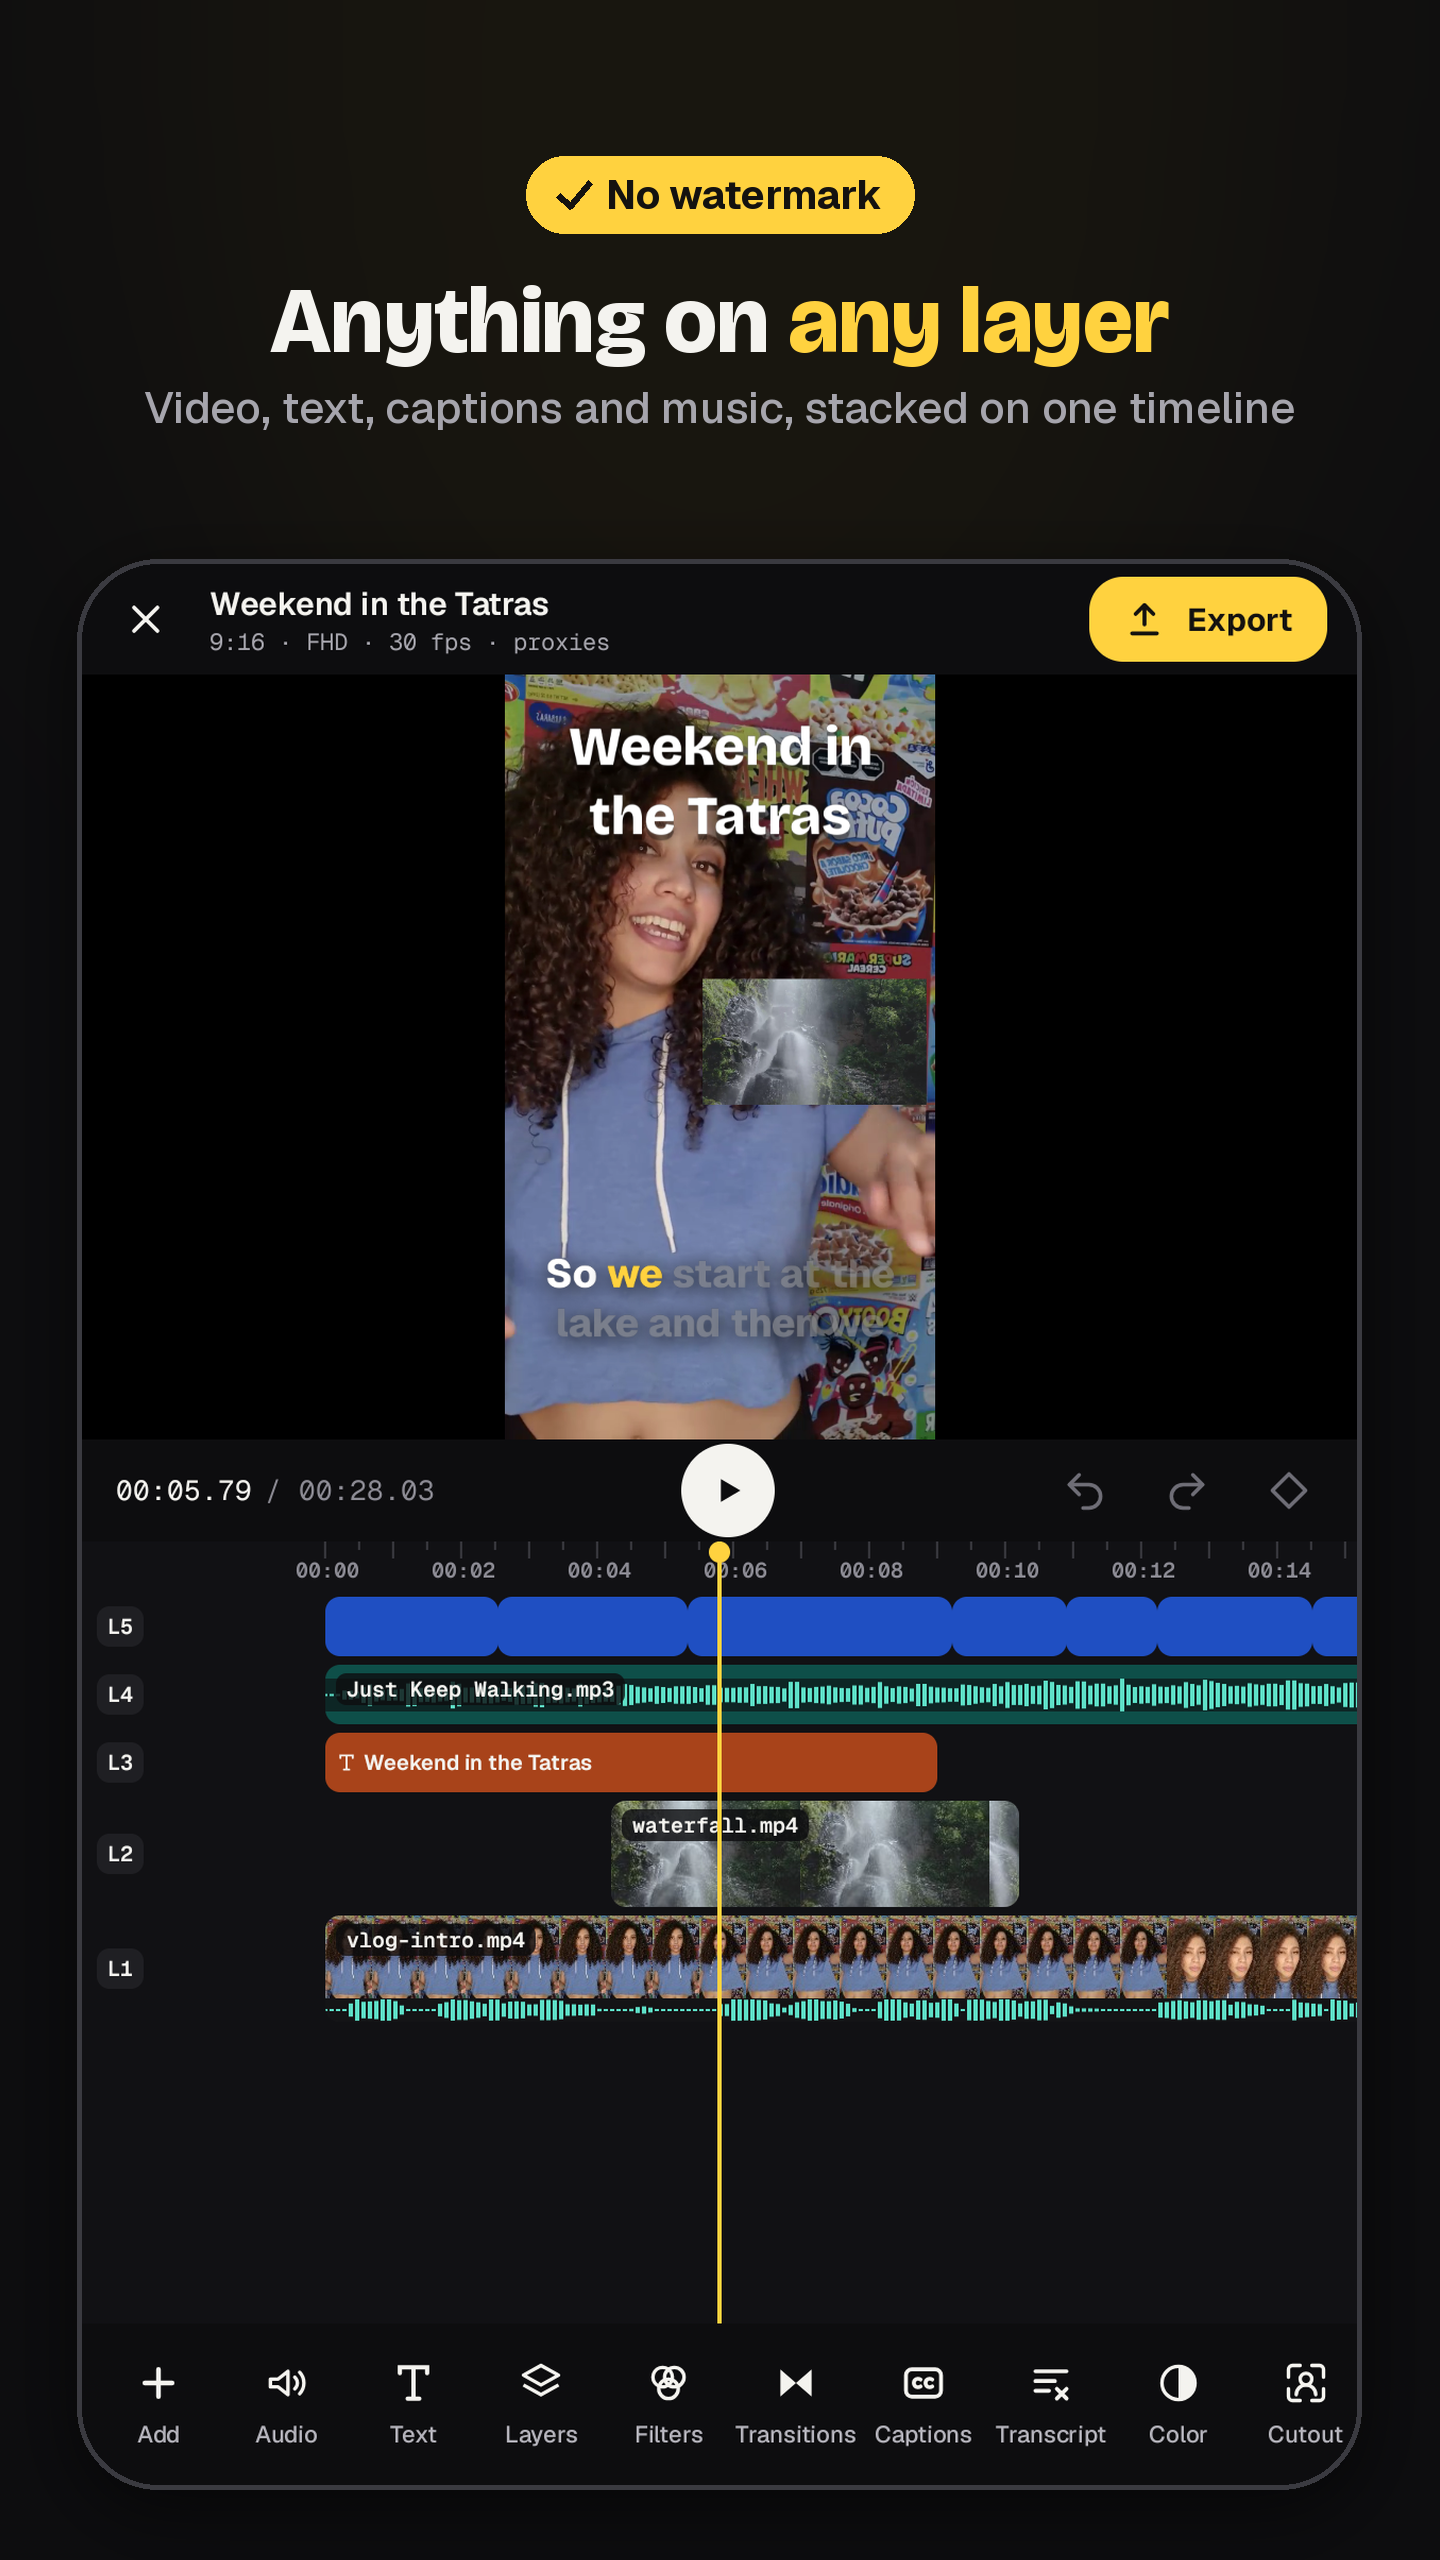 No watermark
Anything on any layer
Video, text, captions and music, stacked on one timeline
Weekend in the Tatras
9:16 · FHD · 30 fps · proxies
Export
Weekend in
the Tatras
So we start at the
lake and then we
00:05.79 / 00:28.03
00:00 00:02 00:04 00:06 00:08 00:10 00:12 00:14
L5
L4
Just Keep Walking.mp3
L3
T Weekend in the Tatras
L2
waterfall.mp4
L1
vlog-intro.mp4
Add
Audio
Text
Layers
Filters
Transitions
CC
Captions
Transcript
Color
Cutout